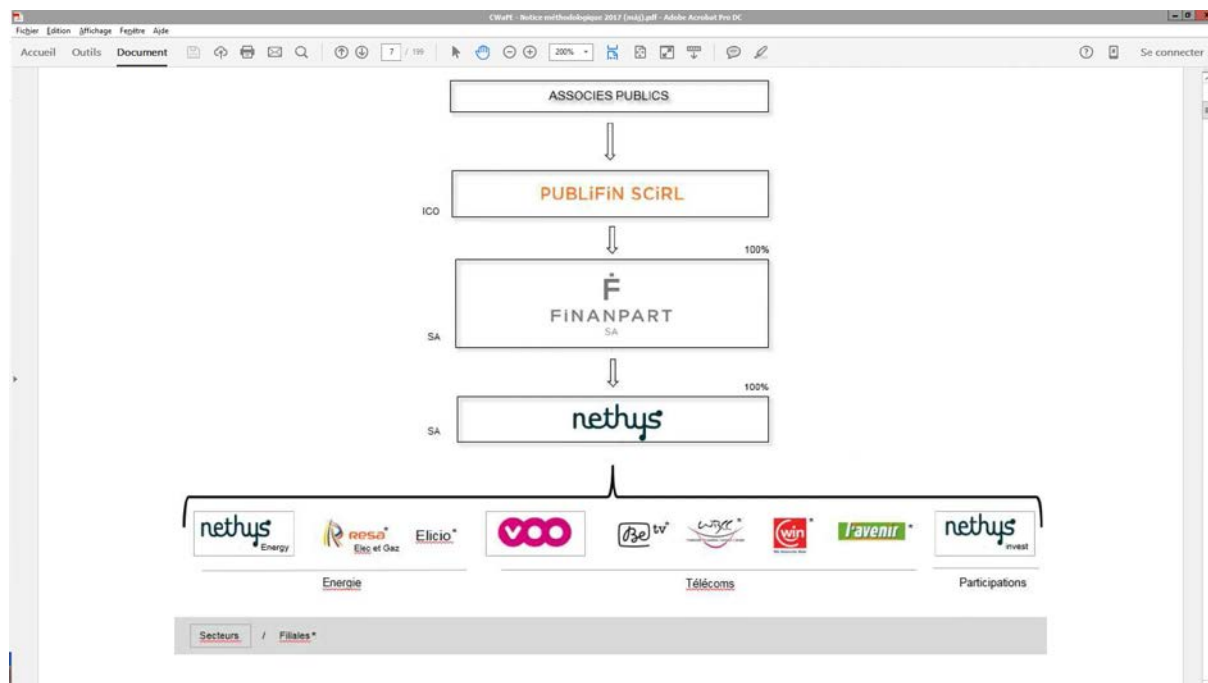 CWaPE - Notice méthodologique 2017 (màj).pdf - Adobe Acrobat Pro DC
Fichier Edition Affichage Fenêtre Aide
Accueil Outils Document 7 / 199 200% Se connecter
ASSOCIES PUBLICS
PUBLiFiN SCiRL
ICO
100%
F
FiNANPART
SA
SA
100%
nethys
SA
nethys Energy
RESA*
Elec et Gaz
Elicio*
VOO
Be tv*
WBCC*
win*
l'avenir*
nethys invest
Energie Télécoms Participations
Secteurs / Filiales*